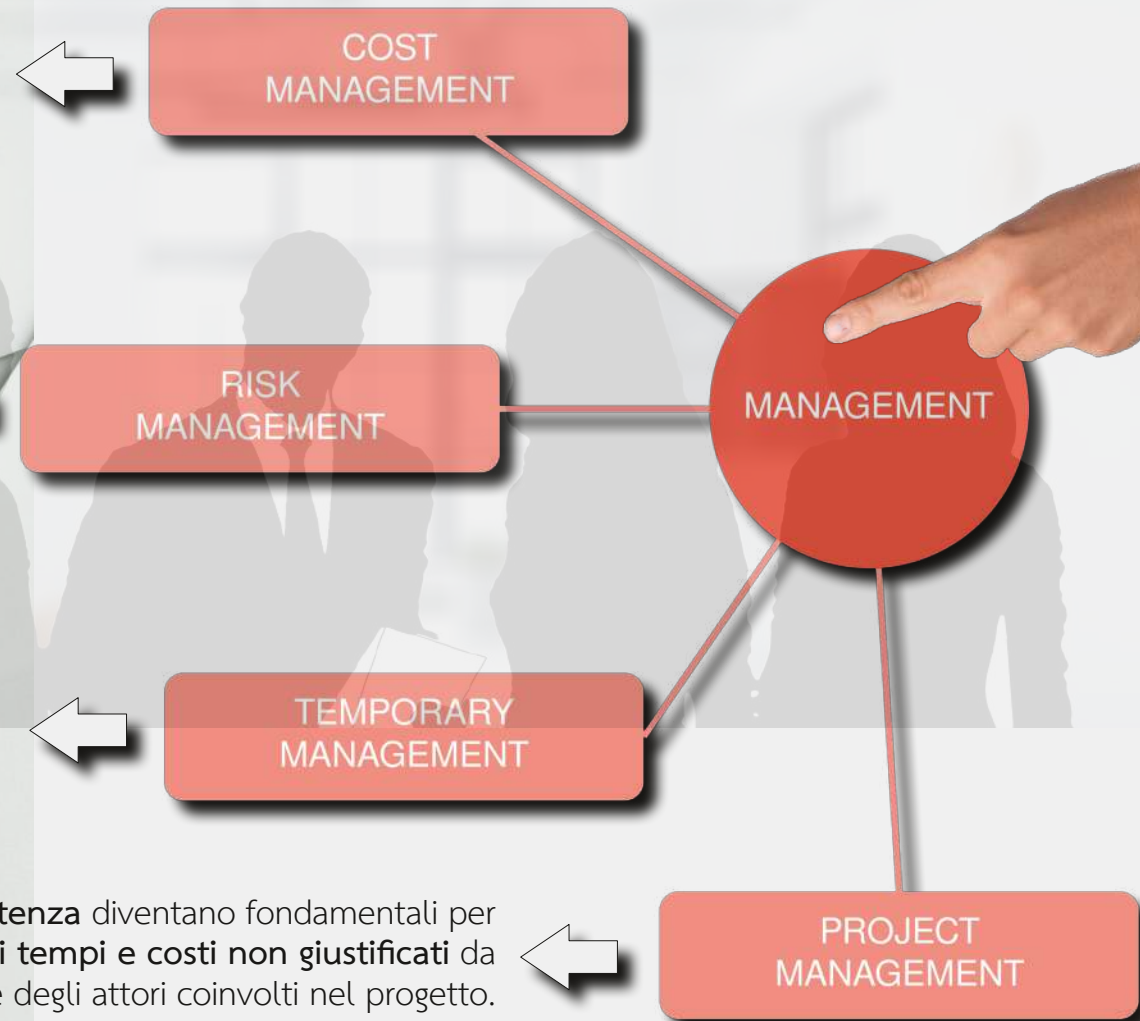 COST
MANAGEMENT
RISK
MANAGEMENT
MANAGEMENT
TEMPORARY
MANAGEMENT
PROJECT
MANAGEMENT
diventano fondamentali per
i tempi e costi non giustificati da
degli attori coinvolti nel progetto.